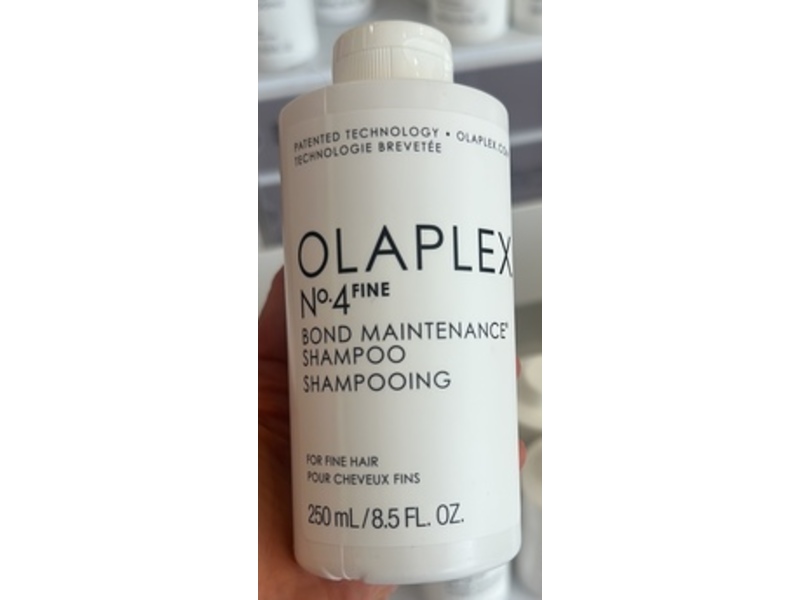 PATENTED TECHNOLOGY • OLAPLEX.CO
TECHNOLOGIE BREVETÉE
OLAPLEX
Nº.4FINE
BOND MAINTENANCE®
SHAMPOO
SHAMPOOING
FOR FINE HAIR
POUR CHEVEUX FINS
250 mL/8.5 FL. OZ.